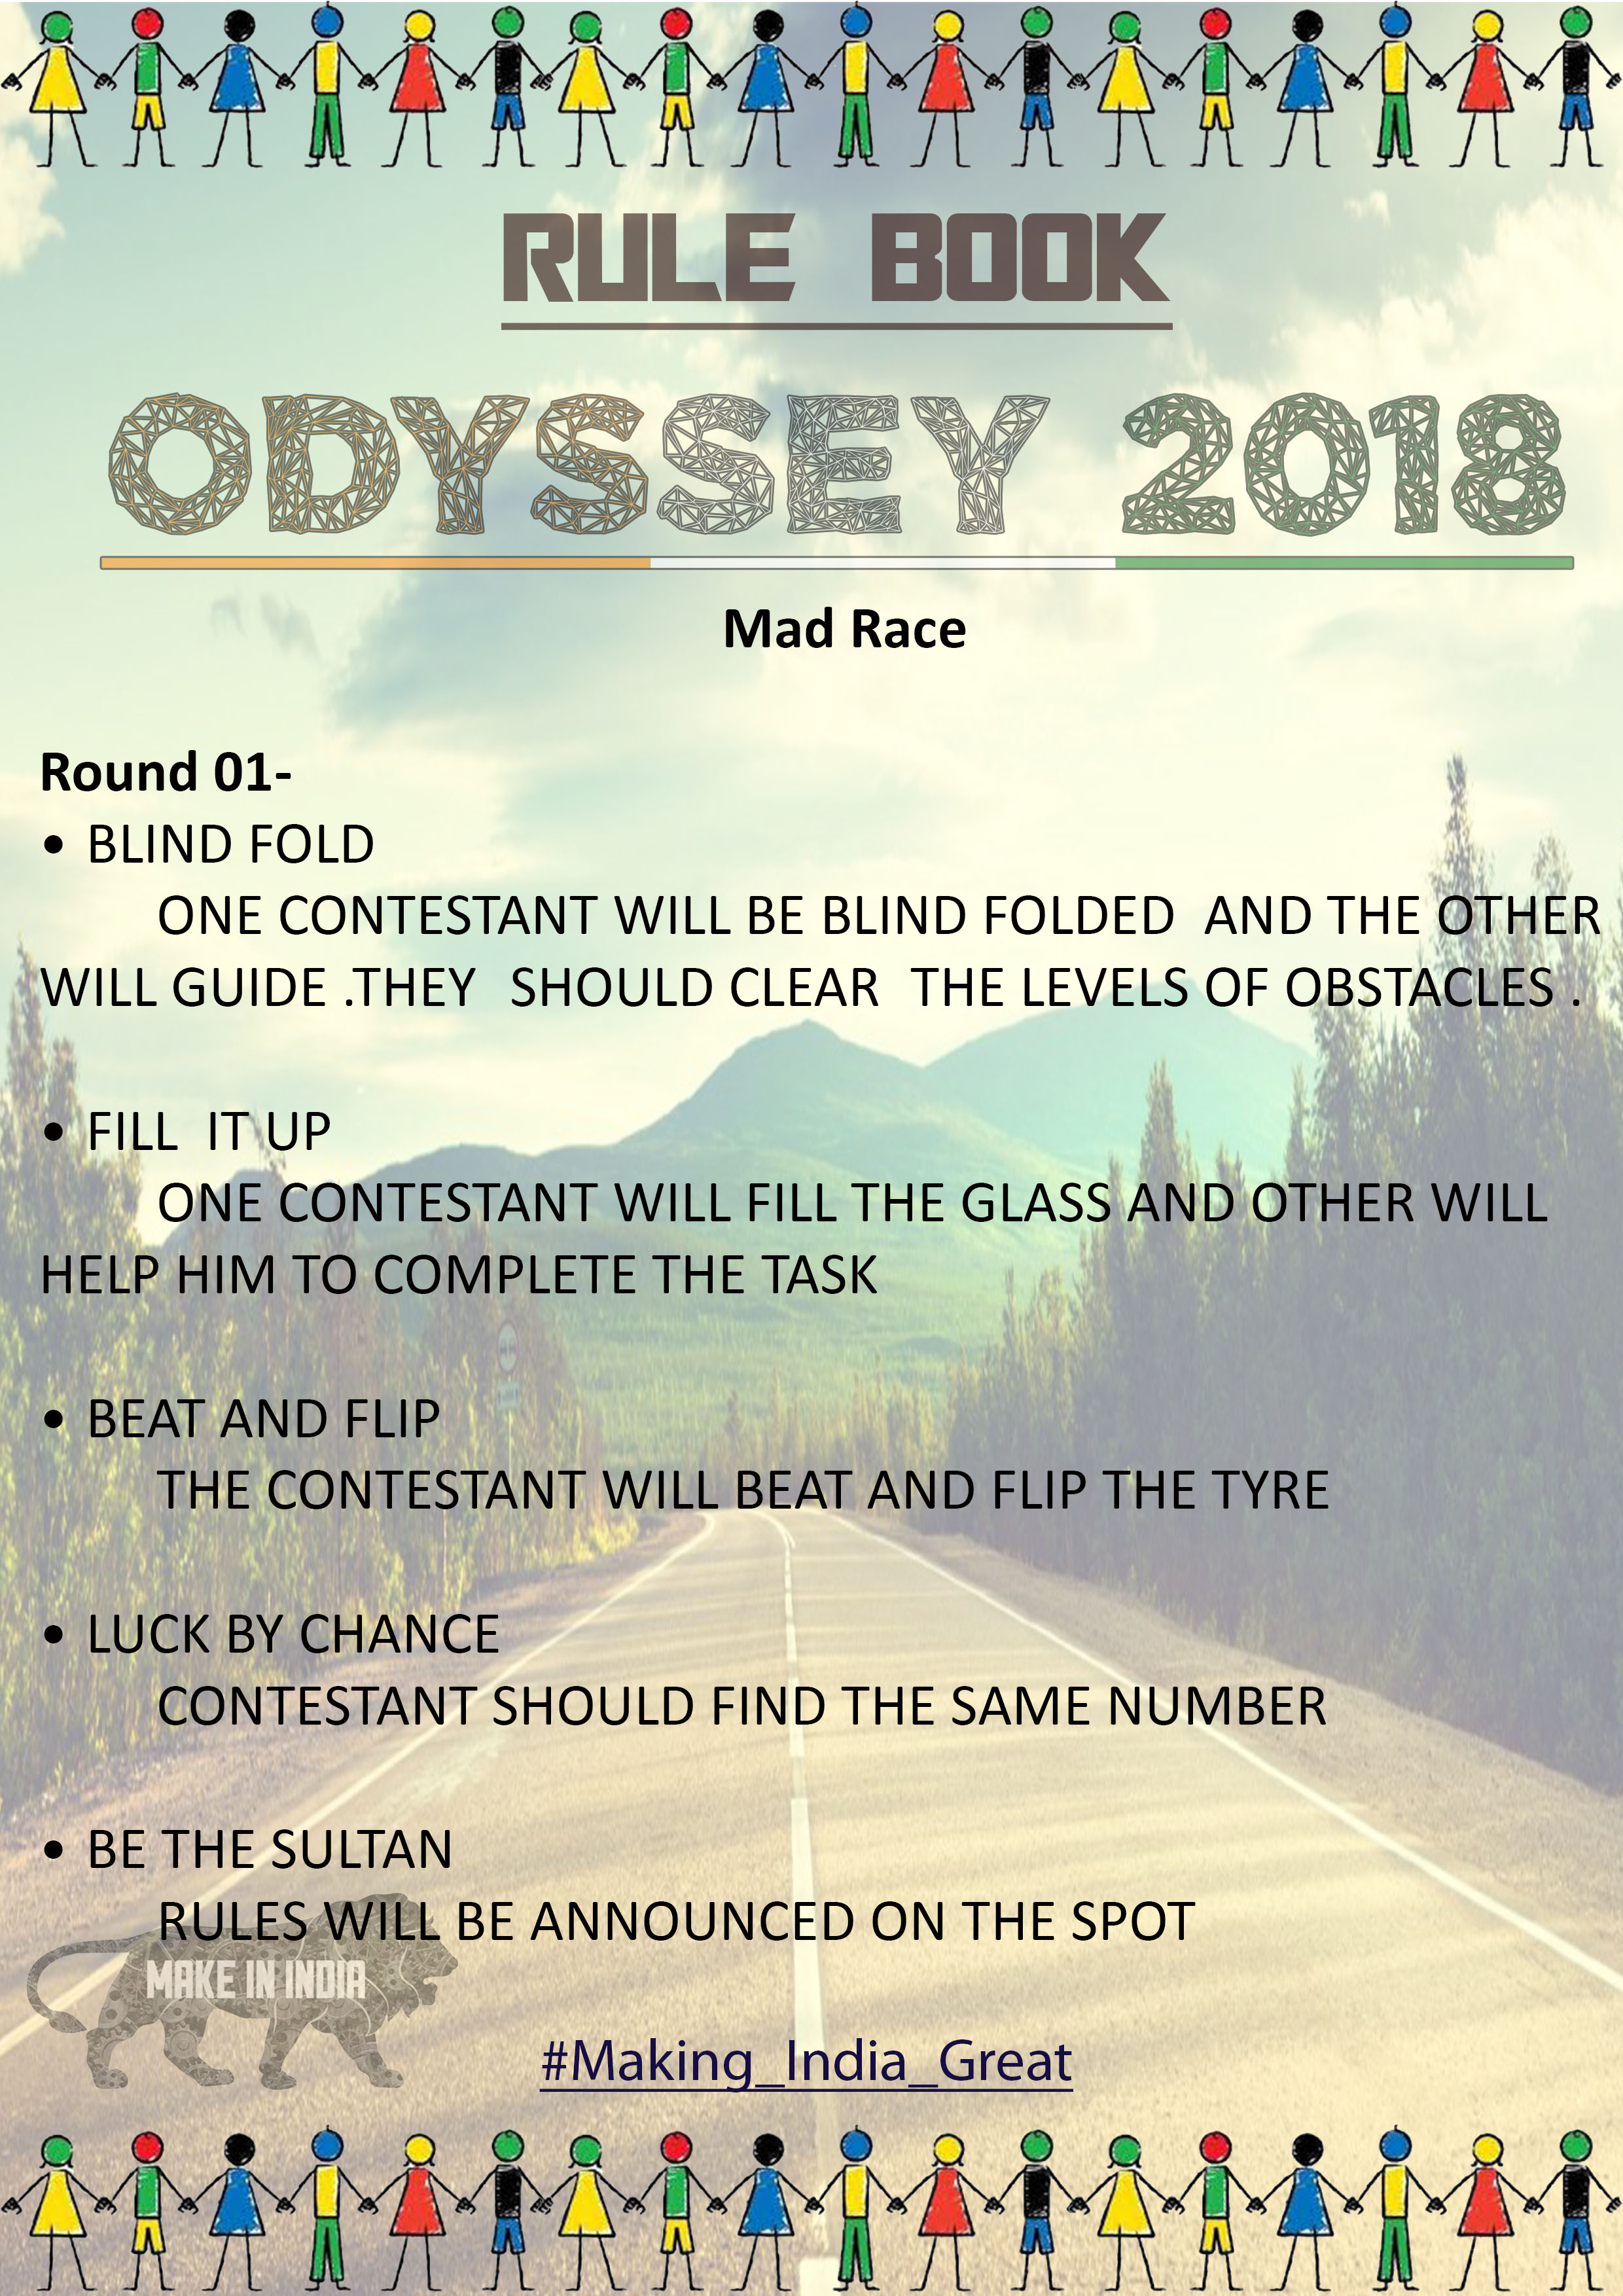 RULE BOOK
ODYSSEY 2018
Mad Race
Round 01-
• BLIND FOLD
ONE CONTESTANT WILL BE BLIND FOLDED AND THE OTHER
WILL GUIDE .THEY SHOULD CLEAR THE LEVELS OF OBSTACLES .
• FILL IT UP
ONE CONTESTANT WILL FILL THE GLASS AND OTHER WILL
HELP HIM TO COMPLETE THE TASK
• BEAT AND FLIP
THE CONTESTANT WILL BEAT AND FLIP THE TYRE
• LUCK BY CHANCE
CONTESTANT SHOULD FIND THE SAME NUMBER
• BE THE SULTAN
RULES WILL BE ANNOUNCED ON THE SPOT
MAKE IN INDIA
#Making_India_Great